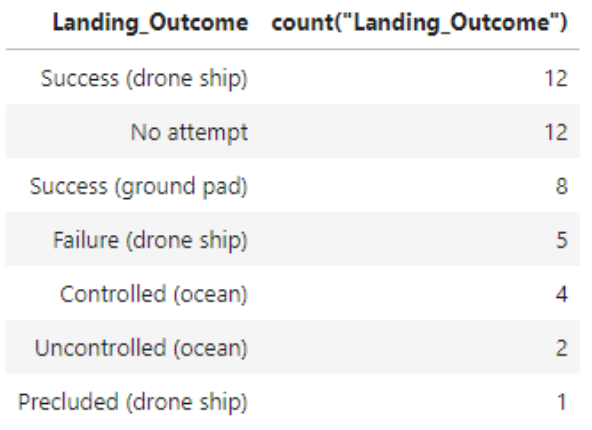 Landing_Outcome count("Landing_Outcome")
Success (drone ship) 12
No attempt 12
Success (ground pad) 8
Failure (drone ship) 5
Controlled (ocean) 4
Uncontrolled (ocean) 2
Precluded (drone ship) 1